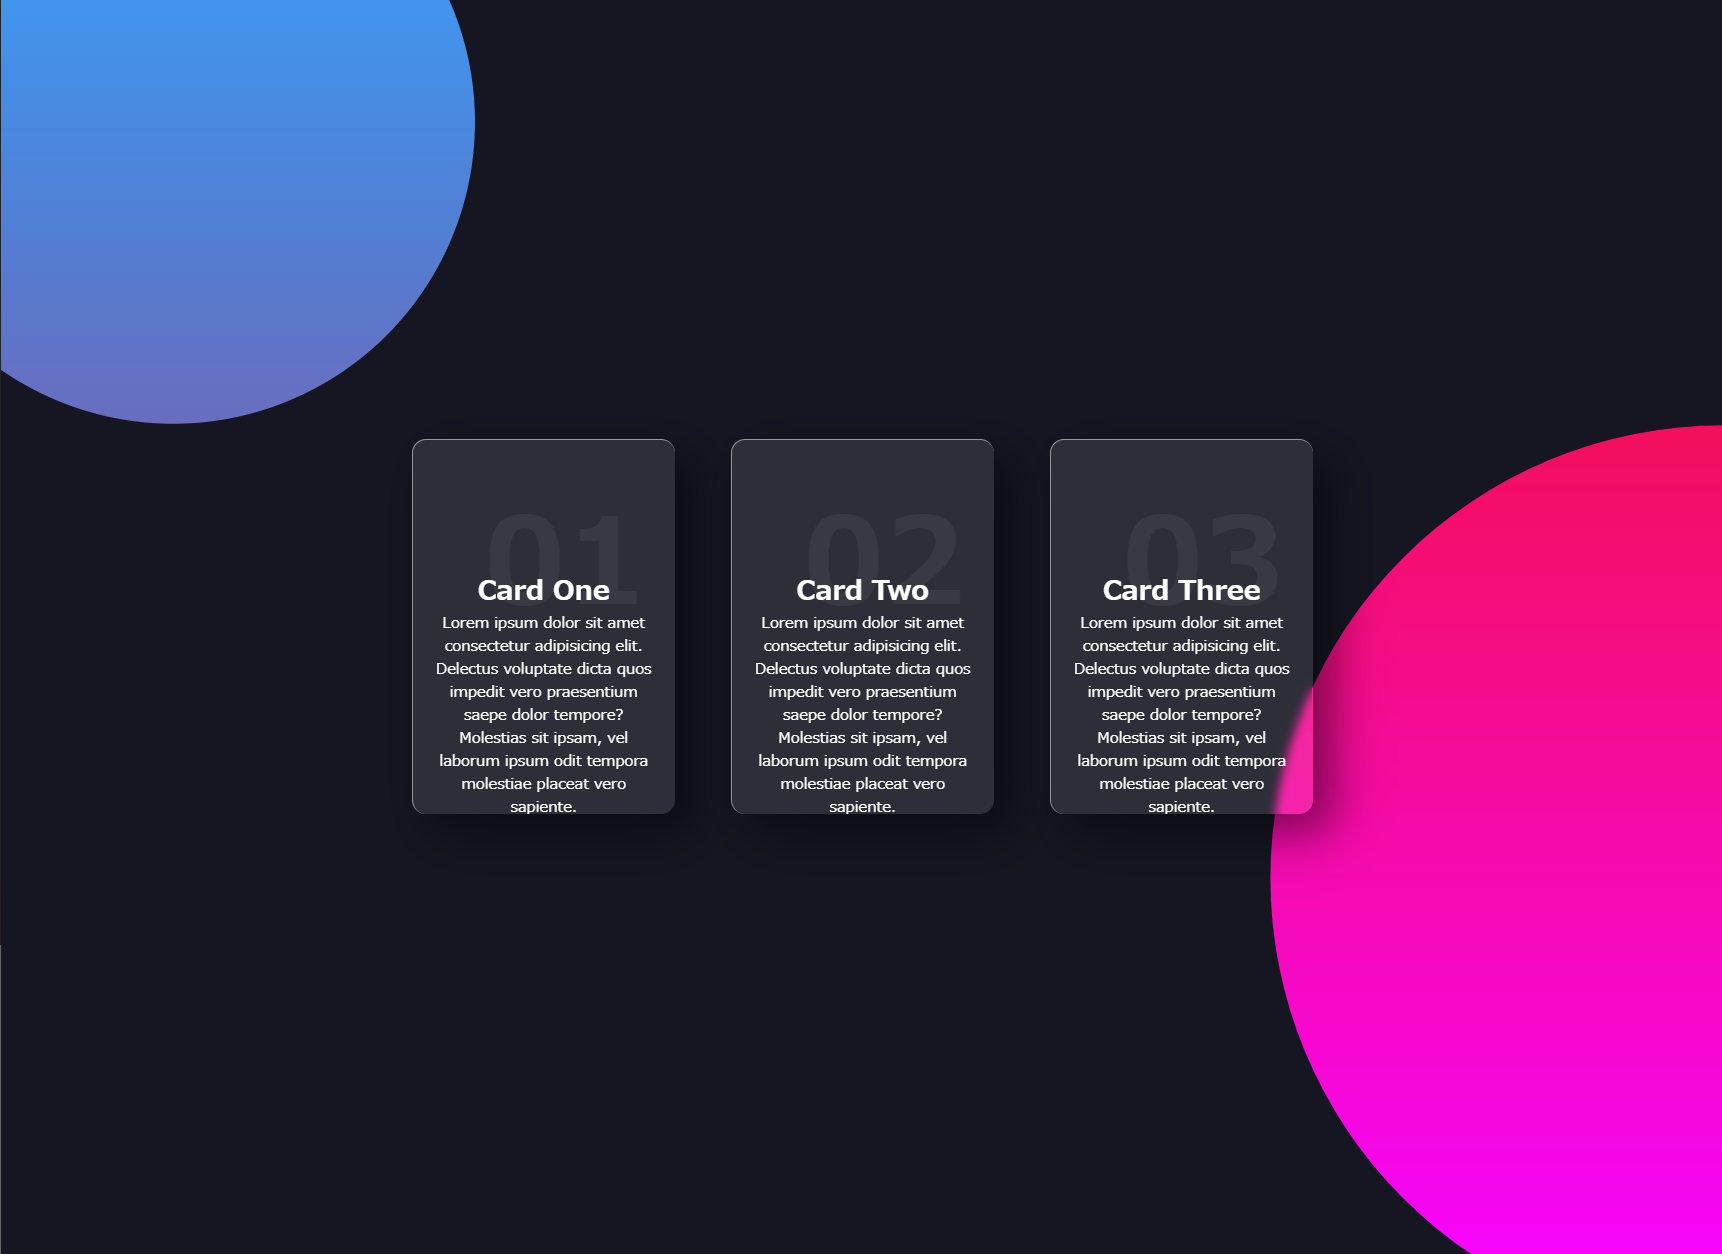 01
Card One
Lorem ipsum dolor sit amet
consectetur adipisicing elit.
Delectus voluptate dicta quos
impedit vero praesentium
saepe dolor tempore?
Molestias sit ipsam, vel
laborum ipsum odit tempora
molestiae placeat vero
sapiente.
02
Card Two
Lorem ipsum dolor sit amet
consectetur adipisicing elit.
Delectus voluptate dicta quos
impedit vero praesentium
saepe dolor tempore?
Molestias sit ipsam, vel
laborum ipsum odit tempora
molestiae placeat vero
sapiente.
03
Card Three
Lorem ipsum dolor sit amet
consectetur adipisicing elit.
Delectus voluptate dicta quos
impedit vero praesentium
saepe dolor tempore?
Molestias sit ipsam, vel
laborum ipsum odit tempora
molestiae placeat vero
sapiente.